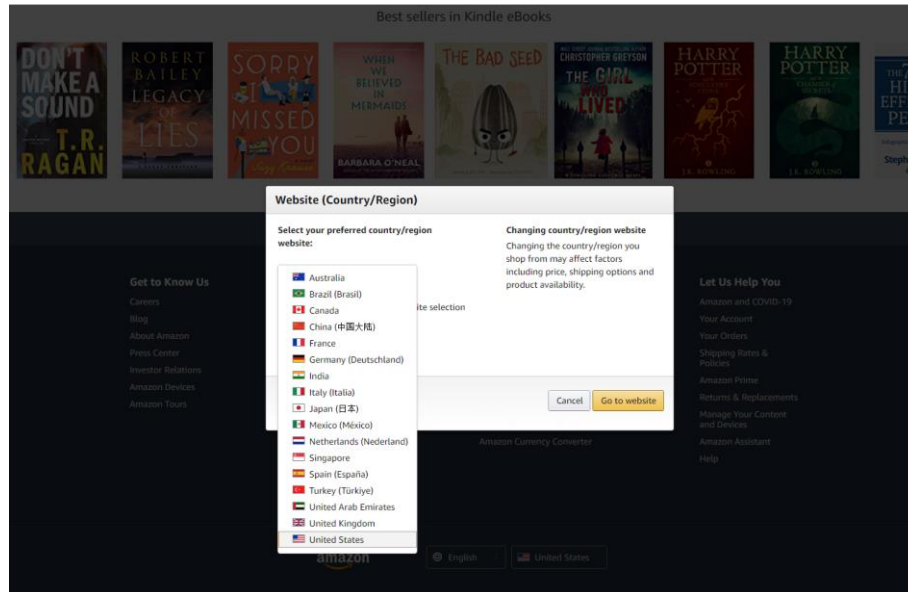 Best sellers in Kindle eBooks
DON'T
MAKE A
SOUND
T.R.
RAGAN
ROBERT
BAILEY
LEGACY
OF
LIES
SORRY
I
MISSED
YOU
Suzy Krause
WHEN
WE
BELIEVED
IN
MERMAIDS
BARBARA O'NEAL
THE BAD SEED
CHRISTOPHER GREYSON
THE GIRL
WHO
LIVED
HARRY
POTTER
J.K. ROWLING
HARRY
POTTER
J.K. ROWLING
THE 7
HI
EFF
PE
Steph
Website (Country/Region)
Select your preferred country/region
website:
Australia
Brazil (Brasil)
Canada
China (中国大陆)
France
Germany (Deutschland)
India
Italy (Italia)
Japan (日本)
Mexico (México)
Netherlands (Nederland)
Singapore
Spain (España)
Turkey (Türkiye)
United Arab Emirates
United Kingdom
United States
ite selection
Changing country/region website
Changing the country/region you
shop from may affect factors
including price, shipping options and
product availability.
Cancel
Go to website
Get to Know Us
Careers
Blog
About Amazon
Press Center
Investor Relations
Amazon Devices
Amazon Tours
Amazon Currency Converter
Let Us Help You
Amazon and COVID-19
Your Account
Your Orders
Shipping Rates &
Policies
Amazon Prime
Returns & Replacements
Manage Your Content
and Devices
Amazon Assistant
Help
amazon
English
United States